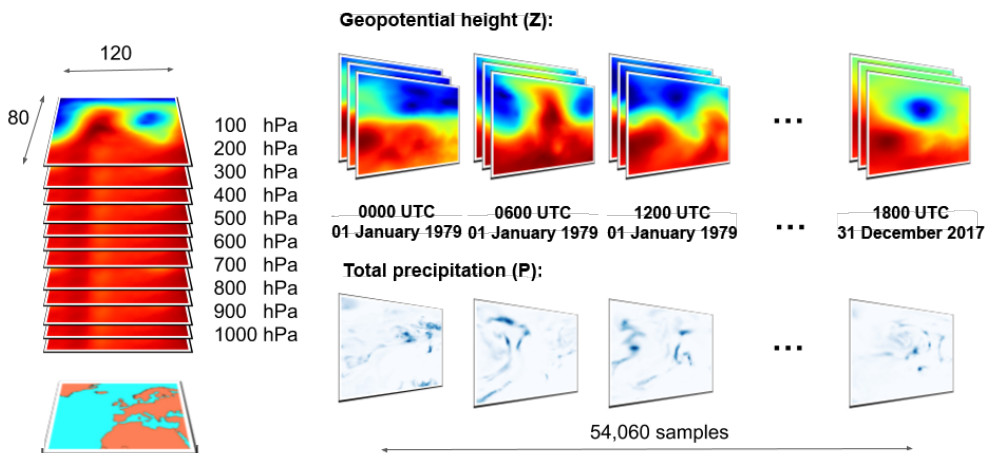 Geopotential height (Z):
120
80
100 hPa
200 hPa
300 hPa
400 hPa
500 hPa
600 hPa
700 hPa
800 hPa
900 hPa
1000 hPa
...
0000 UTC
01 January 1979
0600 UTC
01 January 1979
1200 UTC
01 January 1979
...
1800 UTC
31 December 2017
Total precipitation (P):
...
54,060 samples